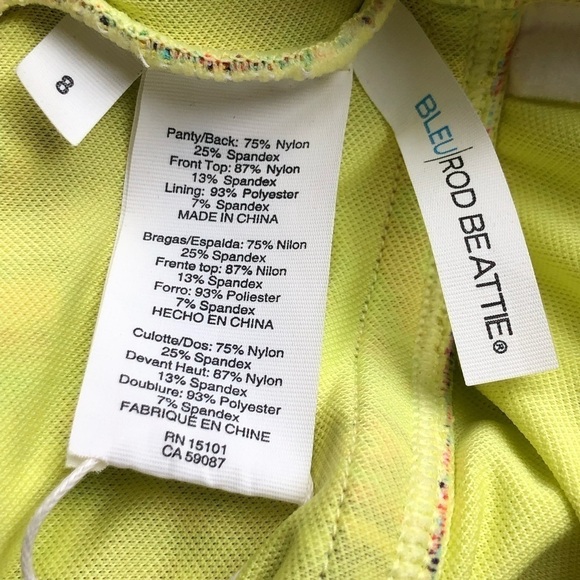 8
Panty/Back: 75% Nylon
25% Spandex
Front Top: 87% Nylon
13% Spandex
Lining: 93% Polyester
7% Spandex
MADE IN CHINA
Bragas/Espalda: 75% Nilon
25% Spandex
Frente top: 87% Nilon
13% Spandex
Forro: 93% Poliester
7% Spandex
HECHO EN CHINA
Culotte/Dos: 75% Nylon
25% Spandex
Devant Haut: 87% Nylon
13% Spandex
Doublure: 93% Polyester
7% Spandex
FABRIQUÉ EN CHINE
RN 15101
CA 59087
BLEU|ROD BEATTIE®